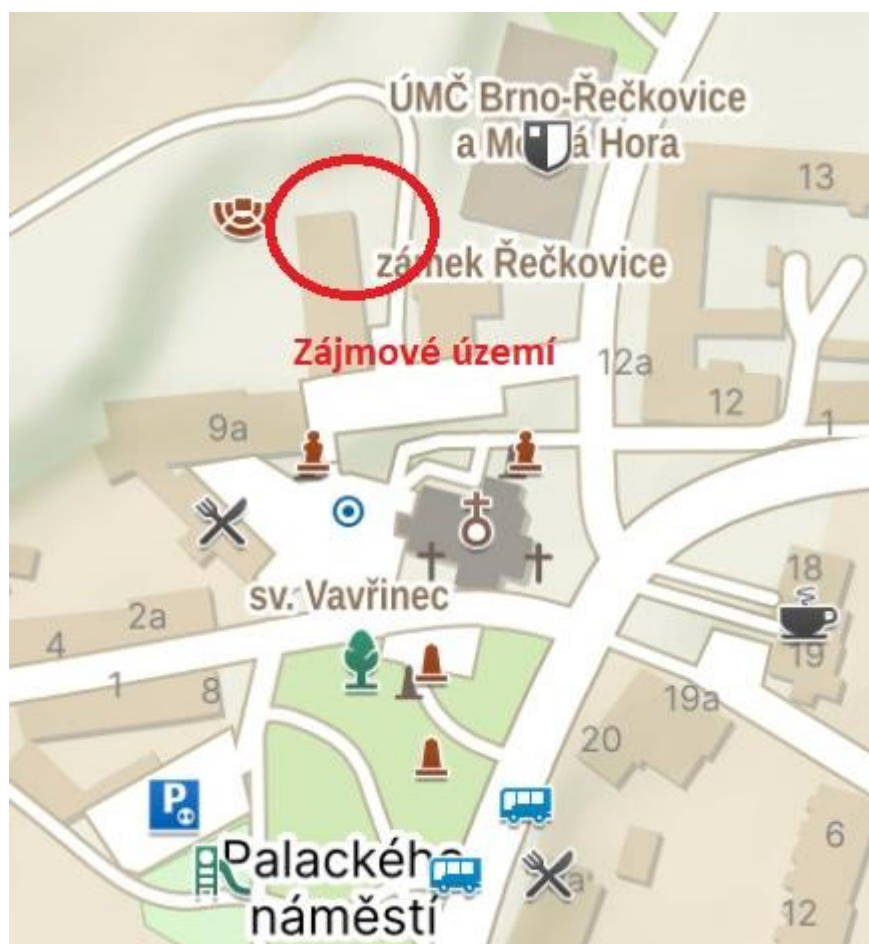 ÚMČ Brno-Řečkovice
a Hora
13
zámek Řečkovice
Zájmové území
12a
12
1
9a
sv. Vavřinec
18
19
2a
4
1
8
19a
20
P
6
Palackého
náměstí
12